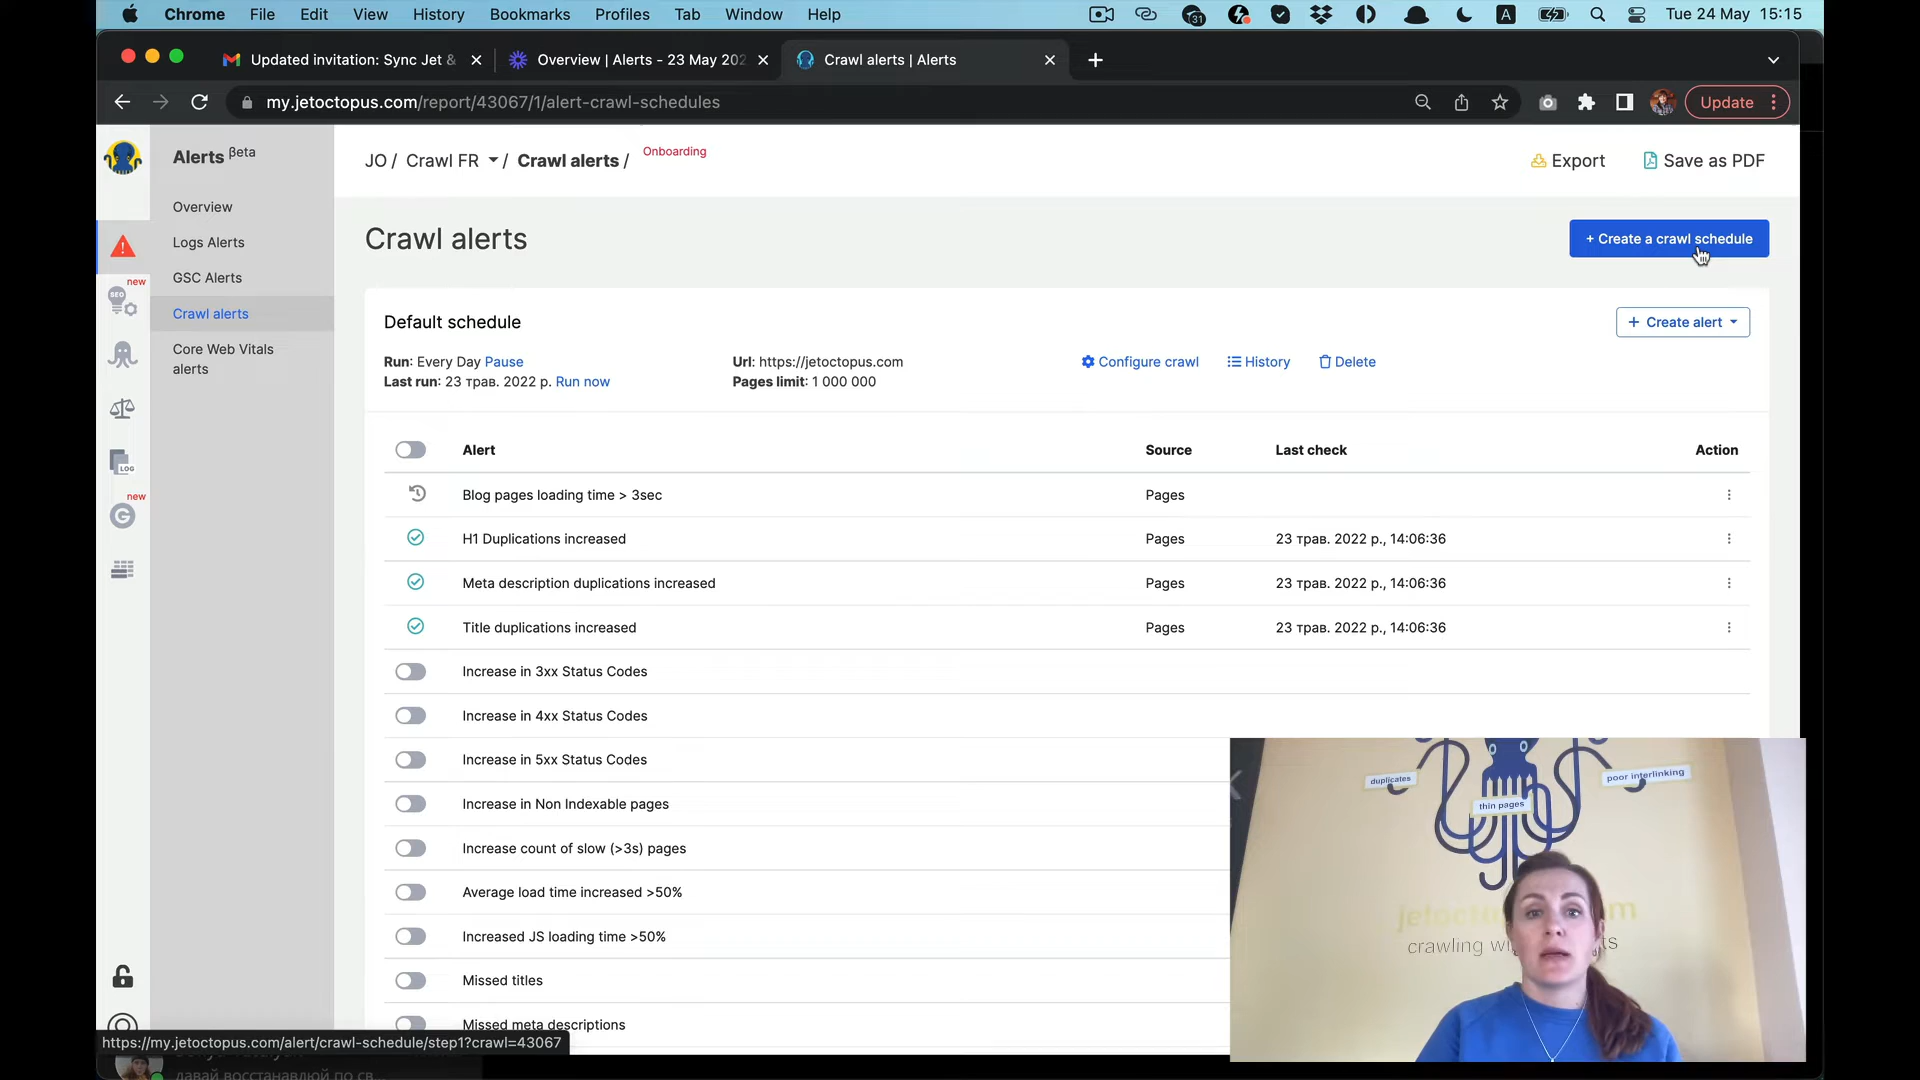 Chrome File Edit View History Bookmarks Profiles Tab Window Help 31 A Tue 24 May 15:15
Updated invitation: Sync Jet & Overview | Alerts - 23 May 202 Crawl alerts | Alerts
my.jetoctopus.com/report/43067/1/alert-crawl-schedules Update
Alerts βeta
Overview
Logs Alerts
GSC Alerts
Crawl alerts
Core Web Vitals
alerts
new
SEO
LOG
new
G
JO / Crawl FR / Crawl alerts / Onboarding
Export Save as PDF
Crawl alerts
+ Create a crawl schedule
Default schedule
+ Create alert
Run: Every Day Pause
Last run: 23 трав. 2022 р. Run now
Url: https://jetoctopus.com
Pages limit: 1 000 000
Configure crawl History Delete
Alert Source Last check Action
Blog pages loading time > 3sec Pages
H1 Duplications increased Pages 23 трав. 2022 р., 14:06:36
Meta description duplications increased Pages 23 трав. 2022 р., 14:06:36
Title duplications increased Pages 23 трав. 2022 р., 14:06:36
Increase in 3xx Status Codes
Increase in 4xx Status Codes
Increase in 5xx Status Codes
Increase in Non Indexable pages
Increase count of slow (>3s) pages
Average load time increased >50%
Increased JS loading time >50%
Missed titles
Missed meta descriptions
duplicates
poor interlinking
thin pages
crawling
https://my.jetoctopus.com/alert/crawl-schedule/step1?crawl=43067